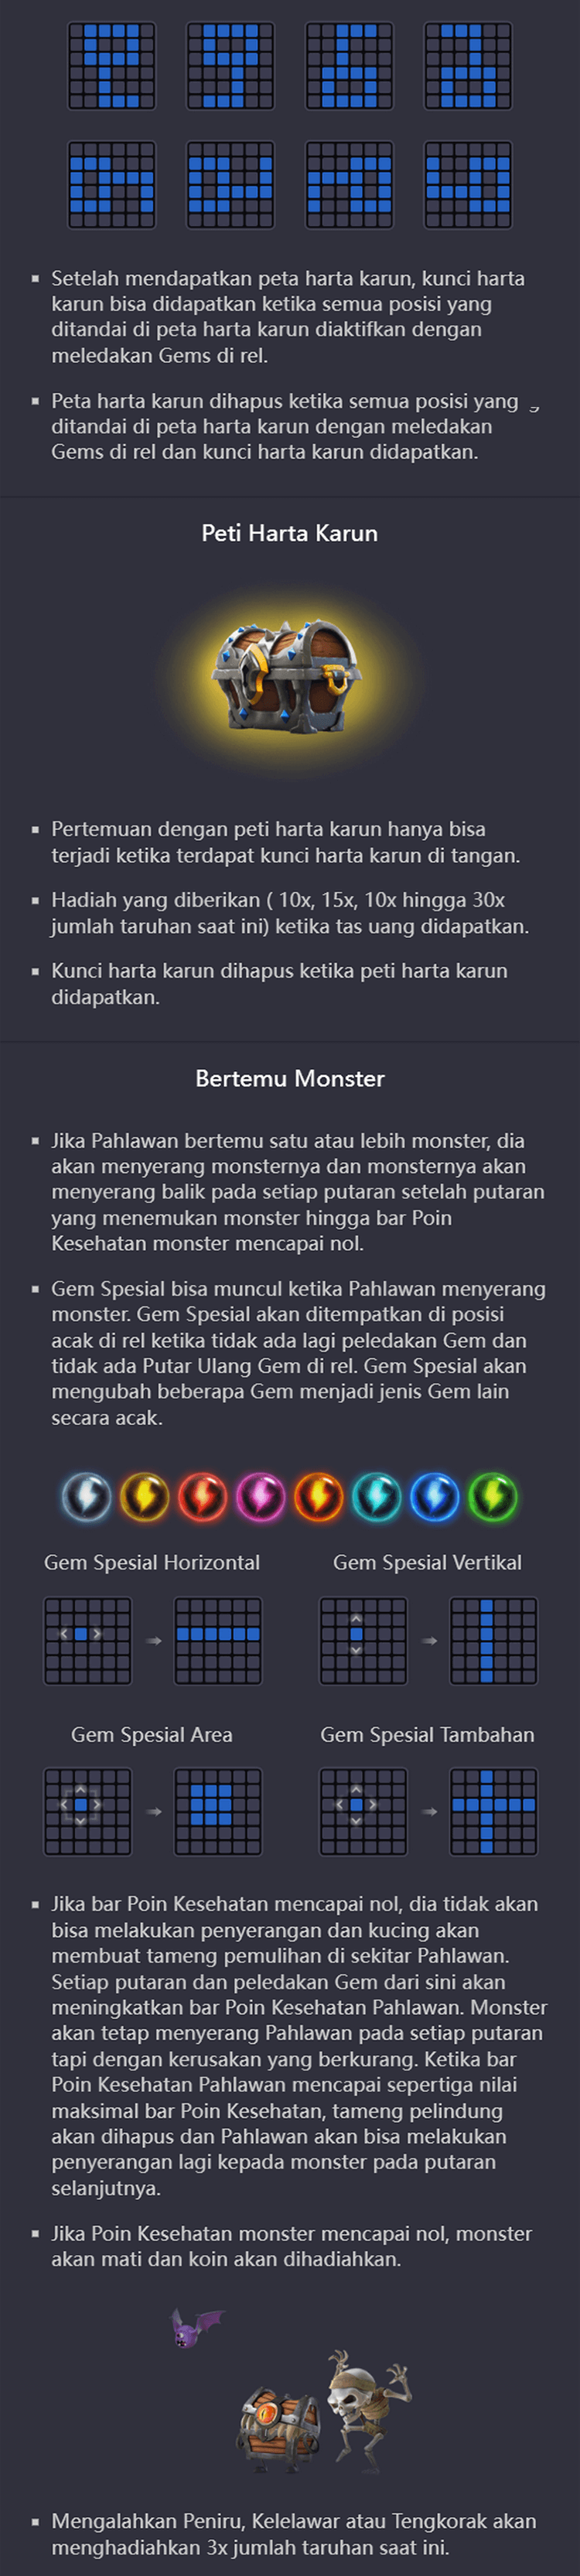 Setelah mendapatkan peta harta karun, kunci harta
karun bisa didapatkan ketika semua posisi yang
ditandai di peta harta karun diaktifkan dengan
meledakan Gems di rel.
Peta harta karun dihapus ketika semua posisi yang
ditandai di peta harta karun dengan meledakan
Gems di rel dan kunci harta karun didapatkan.
Peti Harta Karun
Pertemuan dengan peti harta karun hanya bisa
terjadi ketika terdapat kunci harta karun di tangan.
Hadiah yang diberikan ( 10x, 15x, 10x hingga 30x
jumlah taruhan saat ini) ketika tas uang didapatkan.
Kunci harta karun dihapus ketika peti harta karun
didapatkan.
Bertemu Monster
Jika Pahlawan bertemu satu atau lebih monster, dia
akan menyerang monsternya dan monsternya akan
menyerang balik pada setiap putaran setelah putaran
yang menemukan monster hingga bar Poin
Kesehatan monster mencapai nol.
Gem Spesial bisa muncul ketika Pahlawan menyerang
monster. Gem Spesial akan ditempatkan di posisi
acak di rel ketika tidak ada lagi peledakan Gem dan
tidak ada Putar Ulang Gem di rel. Gem Spesial akan
mengubah beberapa Gem menjadi jenis Gem lain
secara acak.
Gem Spesial Horizontal
Gem Spesial Vertikal
Gem Spesial Area
Gem Spesial Tambahan
Jika bar Poin Kesehatan mencapai nol, dia tidak akan
bisa melakukan penyerangan dan kucing akan
membuat tameng pemulihan di sekitar Pahlawan.
Setiap putaran dan peledakan Gem dari sini akan
meningkatkan bar Poin Kesehatan Pahlawan. Monster
akan tetap menyerang Pahlawan pada setiap putaran
tapi dengan kerusakan yang berkurang. Ketika bar
Poin Kesehatan Pahlawan mencapai sepertiga nilai
maksimal bar Poin Kesehatan, tameng pelindung
akan dihapus dan Pahlawan akan bisa melakukan
penyerangan lagi kepada monster pada putaran
selanjutnya.
Jika Poin Kesehatan monster mencapai nol, monster
akan mati dan koin akan dihadiahkan.
Mengalahkan Peniru, Kelelawar atau Tengkorak akan
menghadiahkan 3x jumlah taruhan saat ini.